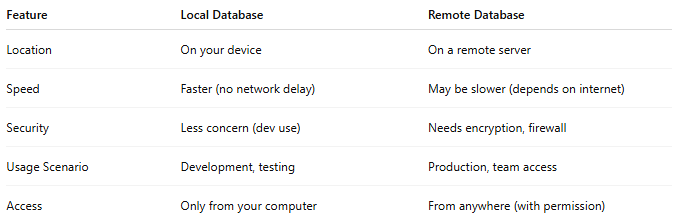 Feature Local Database Remote Database
Location On your device On a remote server
Speed Faster (no network delay) May be slower (depends on internet)
Security Less concern (dev use) Needs encryption, firewall
Usage Scenario Development, testing Production, team access
Access Only from your computer From anywhere (with permission)